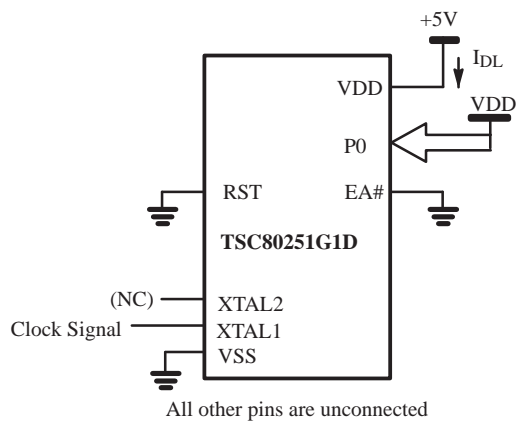 +5V
IDL
VDD
VDD
P0
RST
EA#
TSC80251G1D
(NC)
XTAL2
Clock Signal
XTAL1
VSS
All other pins are unconnected